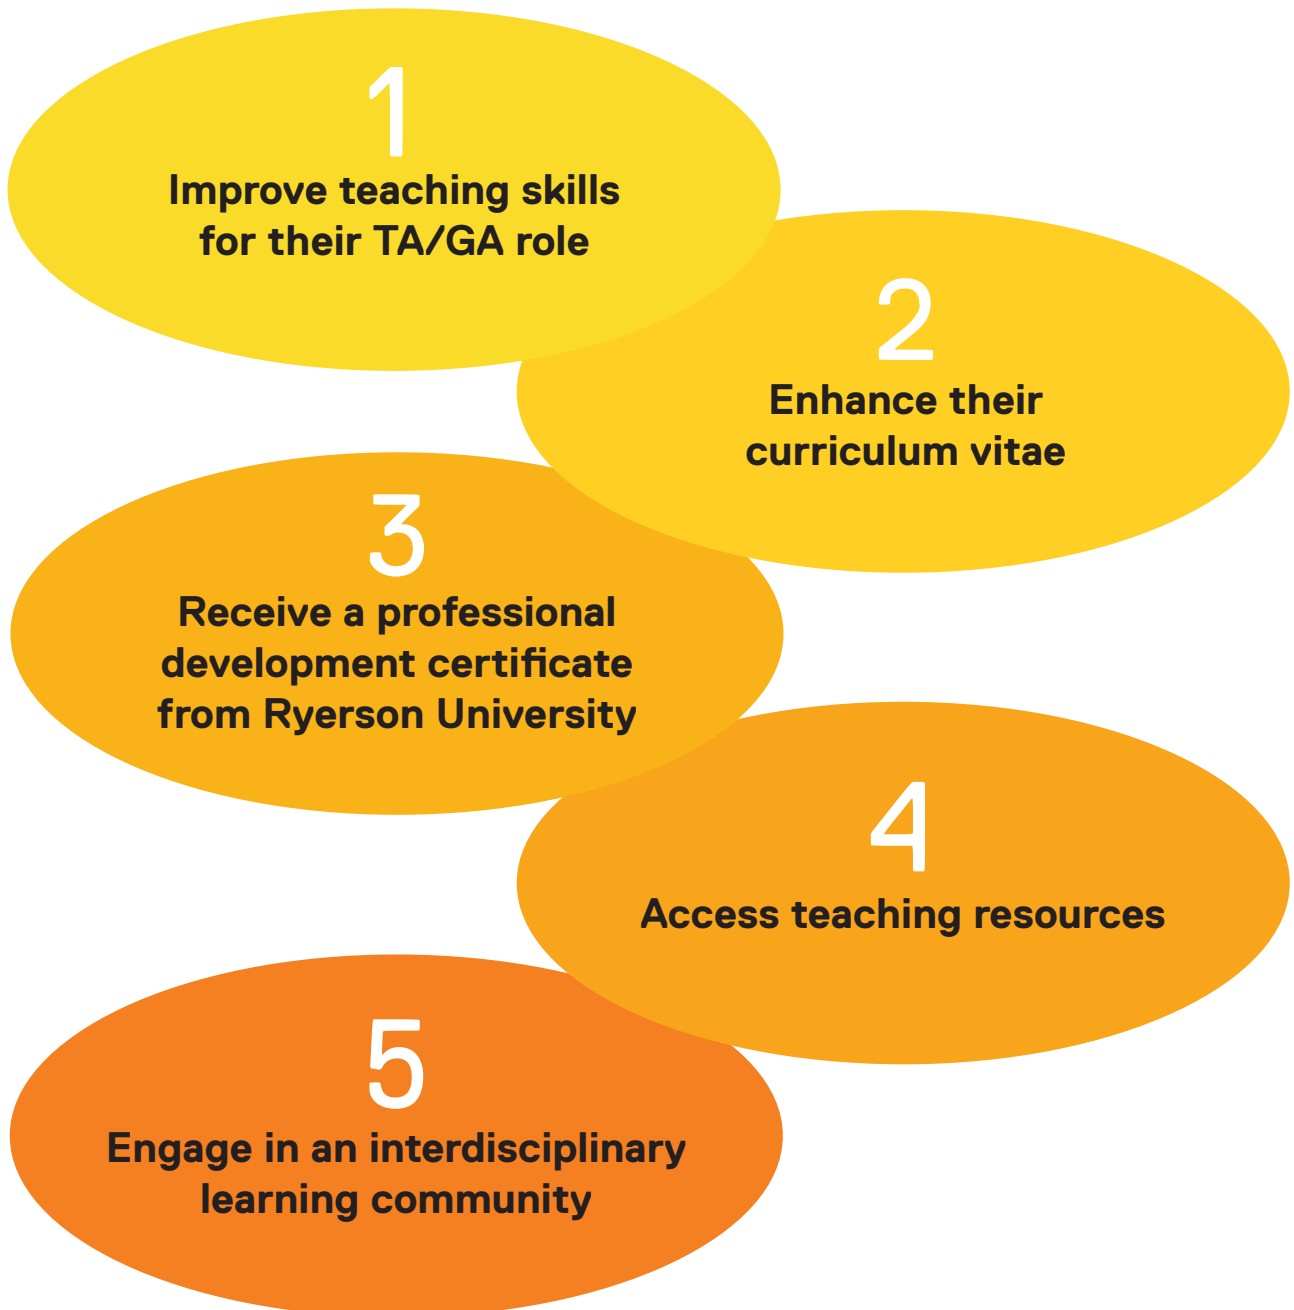 1
Improve teaching skills
for their TA/GA role
2
Enhance their
curriculum vitae
3
Receive a professional
development certificate
from Ryerson University
4
Access teaching resources
5
Engage in an interdisciplinary
learning community